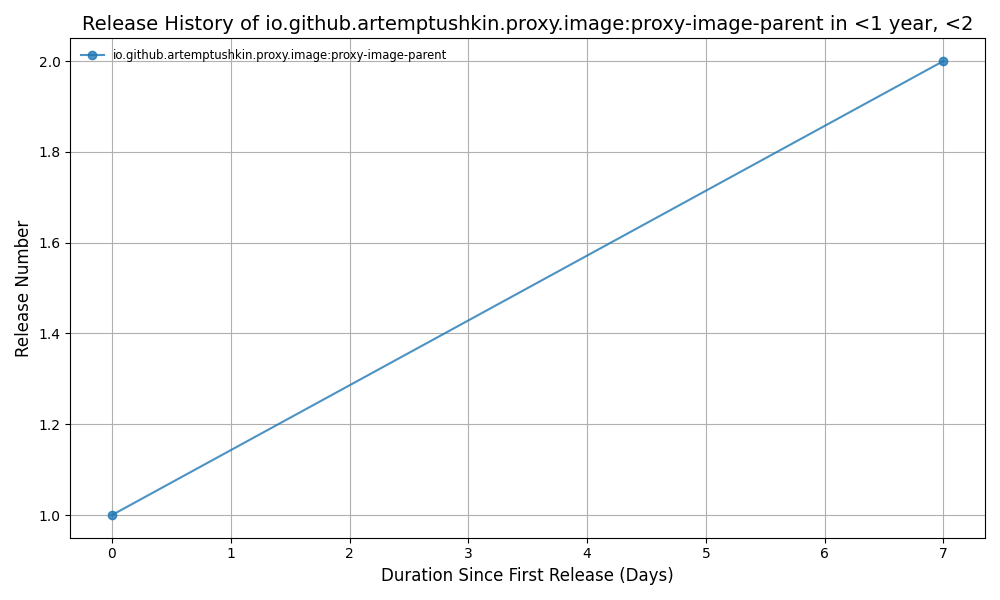 Release History of io.github.artemptushkin.proxy.image:proxy-image-parent in <1 year, <2
io.github.artemptushkin.proxy.image:proxy-image-parent
Release Number
2.0
1.8
1.6
1.4
1.2
1.0
0 1 2 3 4 5 6 7
Duration Since First Release (Days)